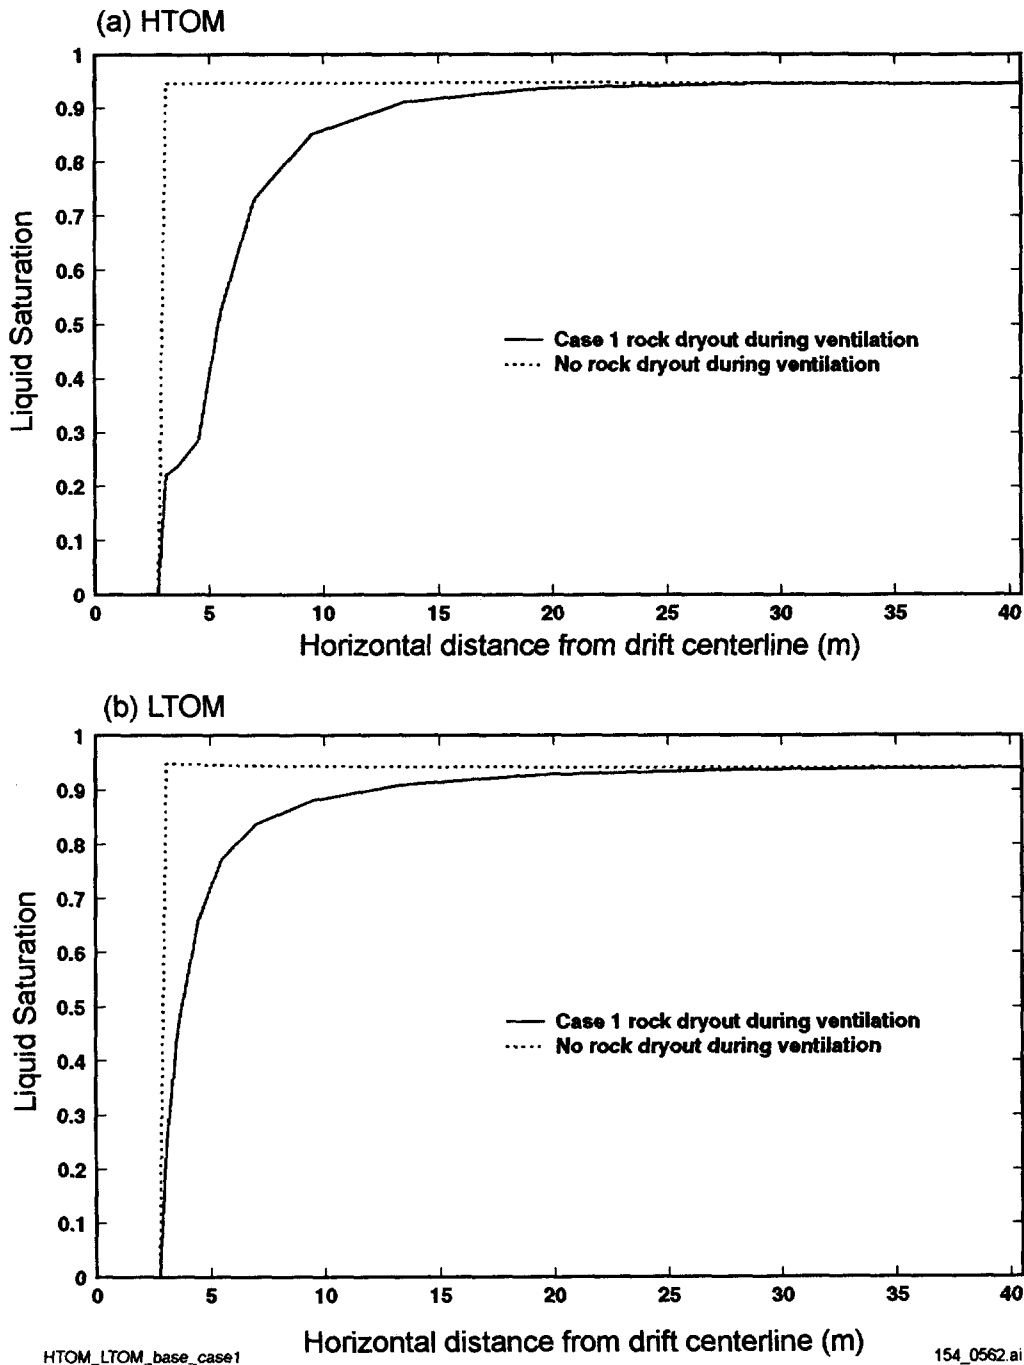 (a) HTOM
1
0.9
0.8
0.7
0.6
0.5
0.4
0.3
0.2
0.1
0
Liquid Saturation
Case 1 rock dryout during ventilation
No rock dryout during ventilation
0 5 10 15 20 25 30 35 40
Horizontal distance from drift centerline (m)
(b) LTOM
1
0.9
0.8
0.7
0.6
0.5
0.4
0.3
0.2
0.1
0
Liquid Saturation
Case 1 rock dryout during ventilation
No rock dryout during ventilation
0 5 10 15 20 25 30 35 40
Horizontal distance from drift centerline (m)
HTOM_LTOM_base_case1
154_0562.ai